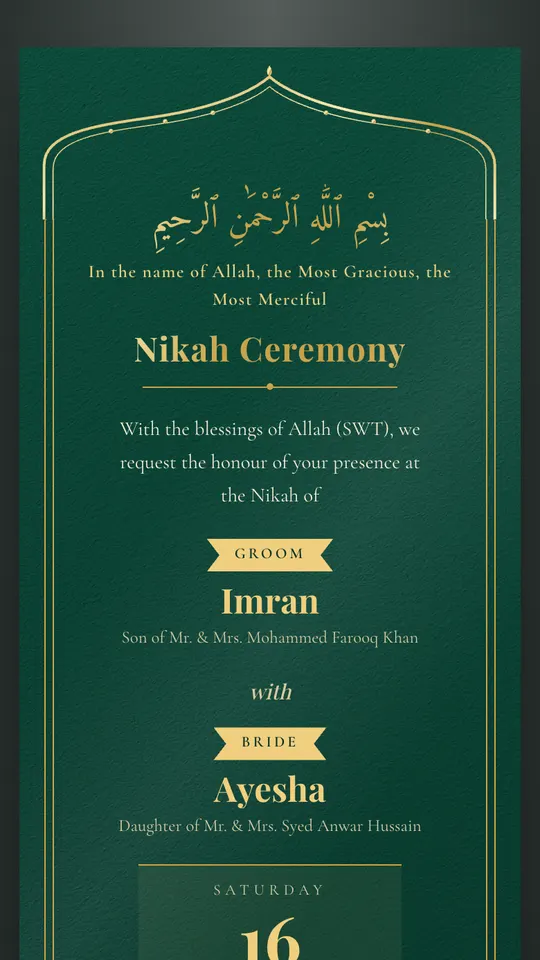 بِسْمِ ٱللَّهِ ٱلرَّحْمَٰنِ ٱلرَّحِيمِ
In the name of Allah, the Most Gracious, the
Most Merciful
Nikah Ceremony
With the blessings of Allah (SWT), we
request the honour of your presence at
the Nikah of
GROOM
Imran
Son of Mr. & Mrs. Mohammed Farooq Khan
with
BRIDE
Ayesha
Daughter of Mr. & Mrs. Syed Anwar Hussain
SATURDAY
16